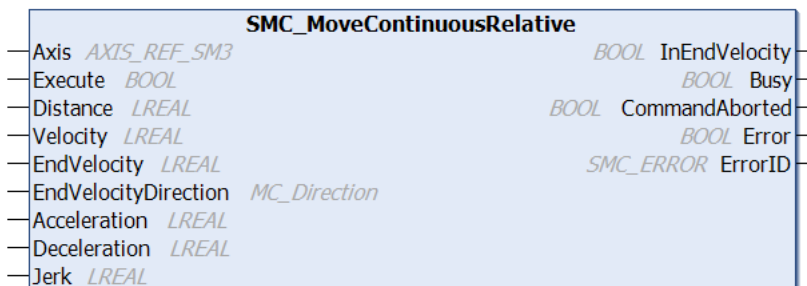 SMC_MoveContinuousRelative
Axis AXIS_REF_SM3 BOOL InEndVelocity
Execute BOOL BOOL Busy
Distance LREAL BOOL CommandAborted
Velocity LREAL BOOL Error
EndVelocity LREAL SMC_ERROR ErrorID
EndVelocityDirection MC_Direction
Acceleration LREAL
Deceleration LREAL
Jerk LREAL